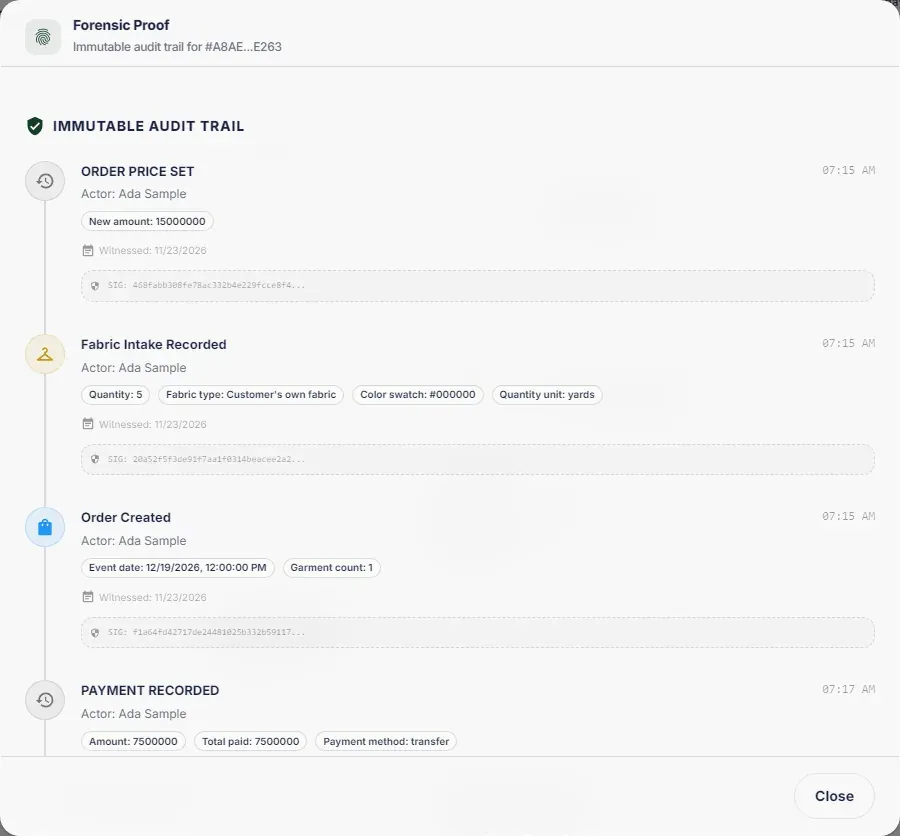 Forensic Proof
Immutable audit trail for #A8AE...E263
IMMUTABLE AUDIT TRAIL
ORDER PRICE SET
07:15 AM
Actor: Ada Sample
New amount: 15000000
Witnessed: 11/23/2026
SIG: 468fabb308fe78ac332b4e229fcce8f4...
Fabric Intake Recorded
07:15 AM
Actor: Ada Sample
Quantity: 5
Fabric type: Customer's own fabric
Color swatch: #000000
Quantity unit: yards
Witnessed: 11/23/2026
SIG: 20a52f5f3de91f7aa1f0314beacee2a2...
Order Created
07:15 AM
Actor: Ada Sample
Event date: 12/19/2026, 12:00:00 PM
Garment count: 1
Witnessed: 11/23/2026
SIG: f1a64fd42717de24481025b332b59117...
PAYMENT RECORDED
07:17 AM
Actor: Ada Sample
Amount: 7500000
Total paid: 7500000
Payment method: transfer
Close